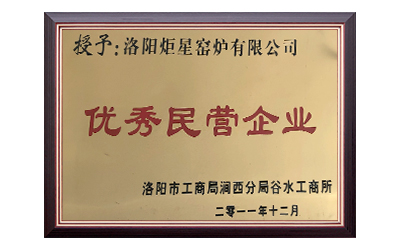 授予:洛阳炬星窑炉有限公司
优秀民营企业
洛阳市工商局涧西分局谷水工商所
二零一一年十二月